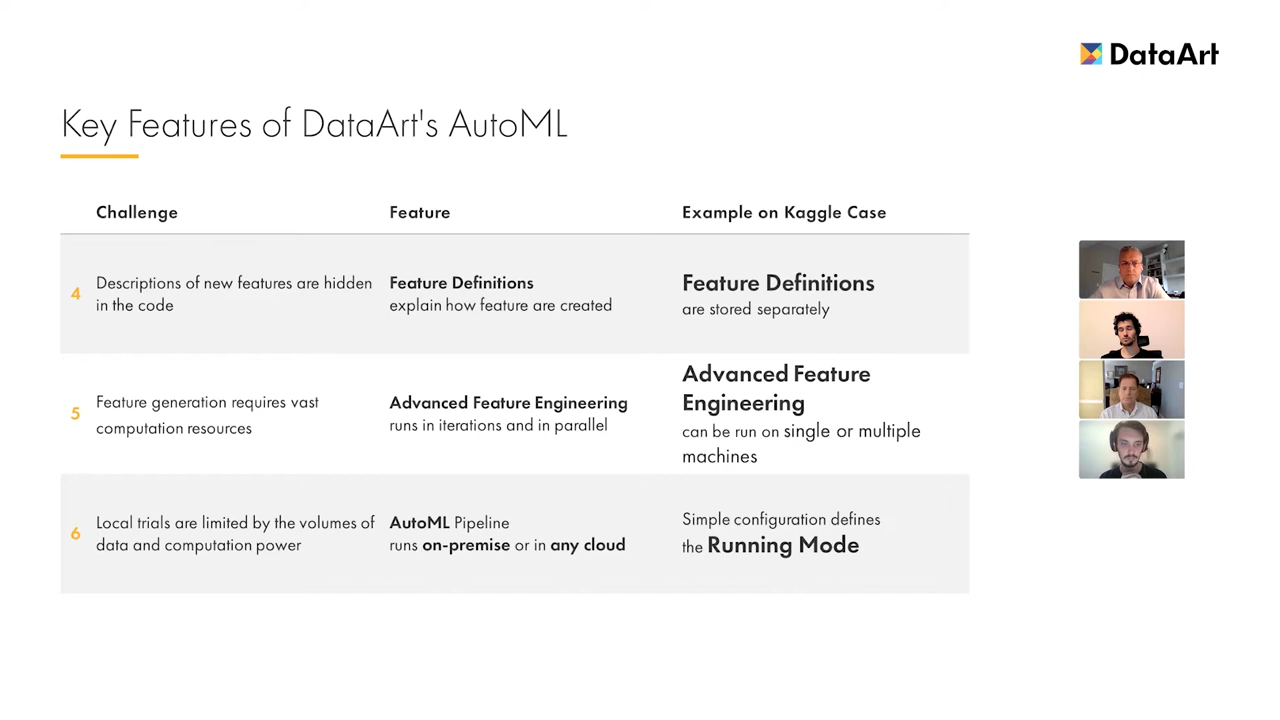 DataArt
Key Features of DataArt's AutoML
Challenge
Feature
Example on Kaggle Case
4
Descriptions of new features are hidden
in the code
Feature Definitions
explain how feature are created
Feature Definitions
are stored separately
5
Feature generation requires vast
computation resources
Advanced Feature Engineering
runs in iterations and in parallel
Advanced Feature
Engineering
can be run on single or multiple
machines
6
Local trials are limited by the volumes of
data and computation power
AutoML Pipeline
runs on-premise or in any cloud
Simple configuration defines
the Running Mode